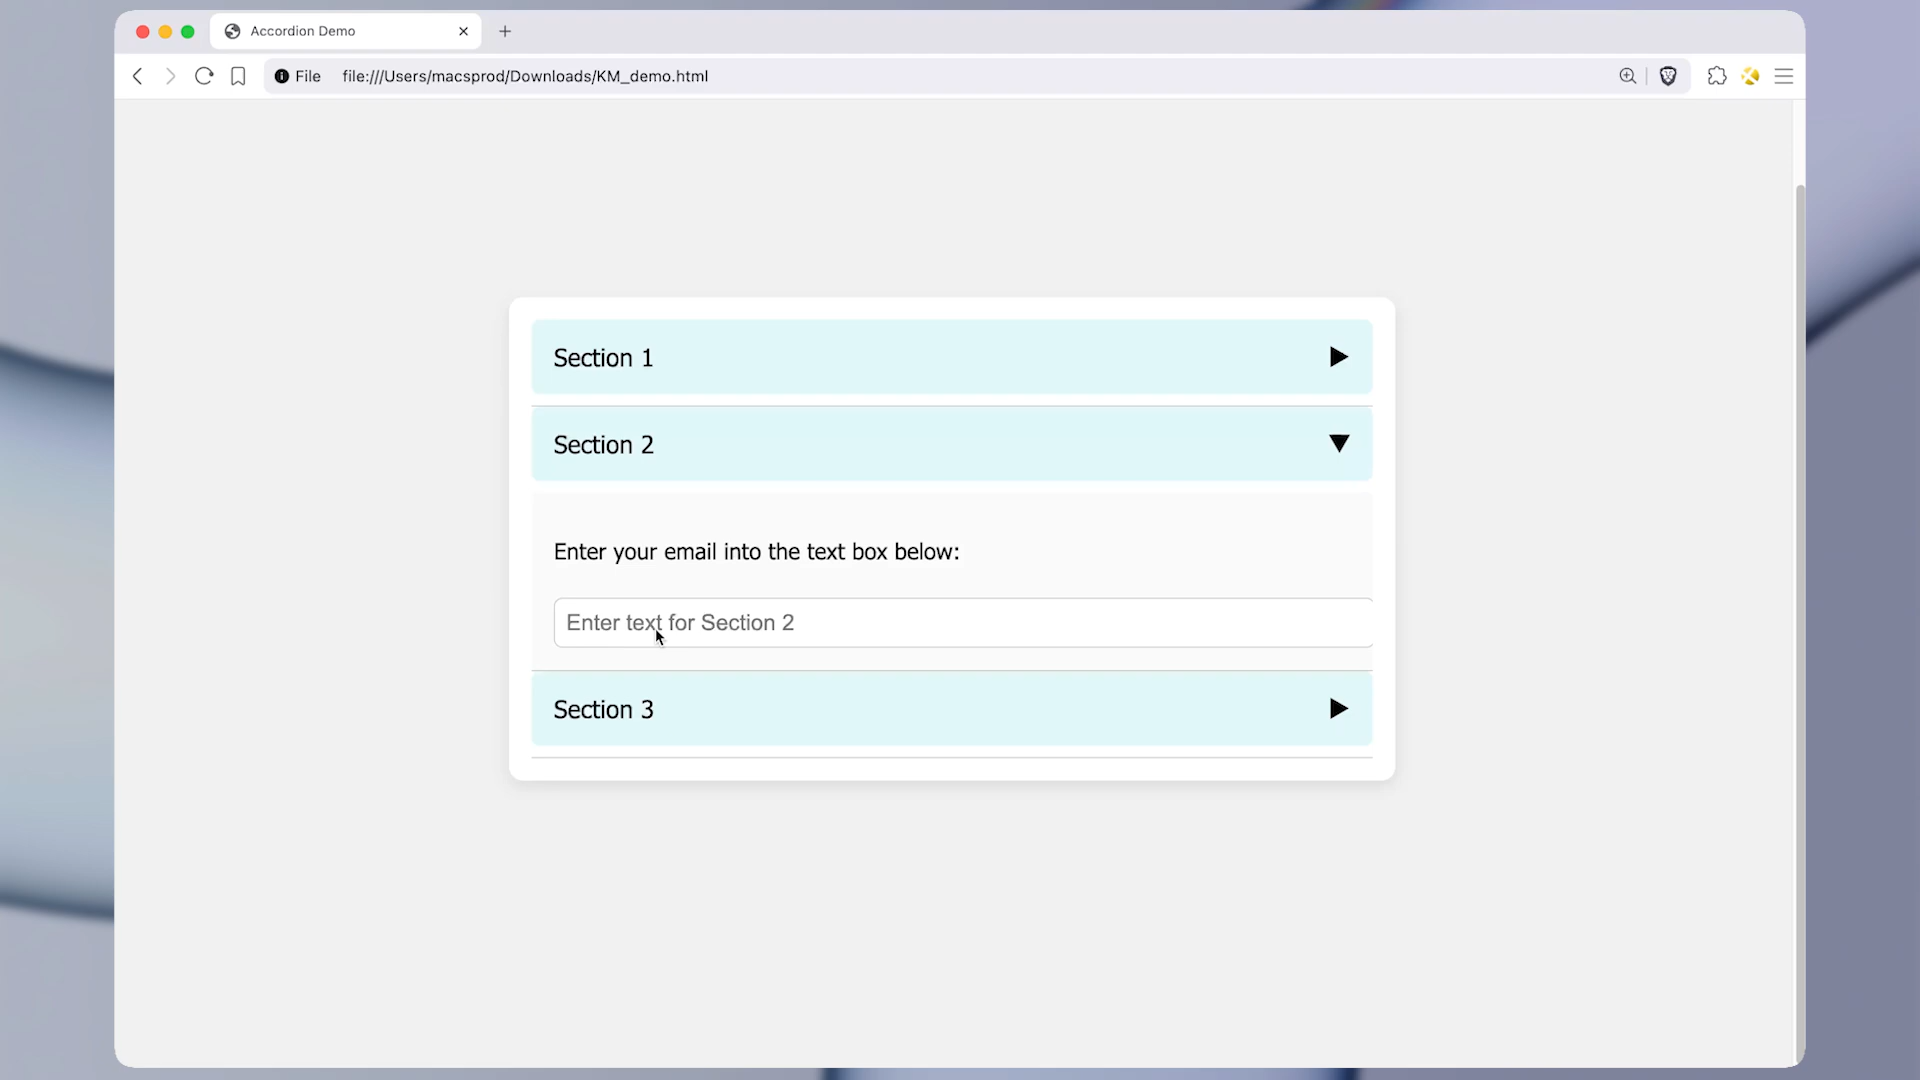 Accordion Demo
File file:///Users/macsprod/Downloads/KM_demo.html
Section 1
Section 2
Enter your email into the text box below:
Enter text for Section 2
Section 3